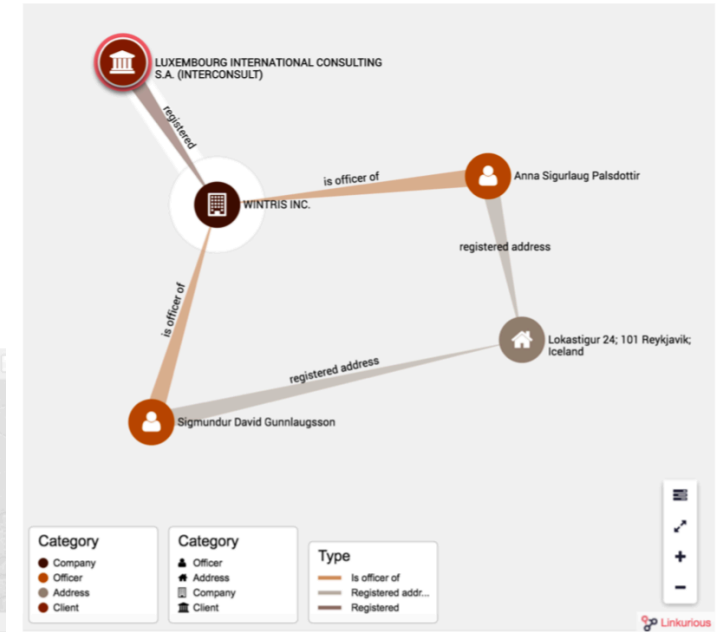 LUXEMBOURG INTERNATIONAL CONSULTING
S.A. (INTERCONSULT)
registered
is officer of
Anna Sigurlaug Palsdottir
WINTRIS INC.
registered address
is officer of
Lokastigur 24; 101 Reykjavik;
Iceland
registered address
Sigmundur David Gunnlaugsson
Category
Company
Officer
Address
Client
Category
Officer
Address
Company
Client
Type
Is officer of
Registered addr...
Registered
Linkurious